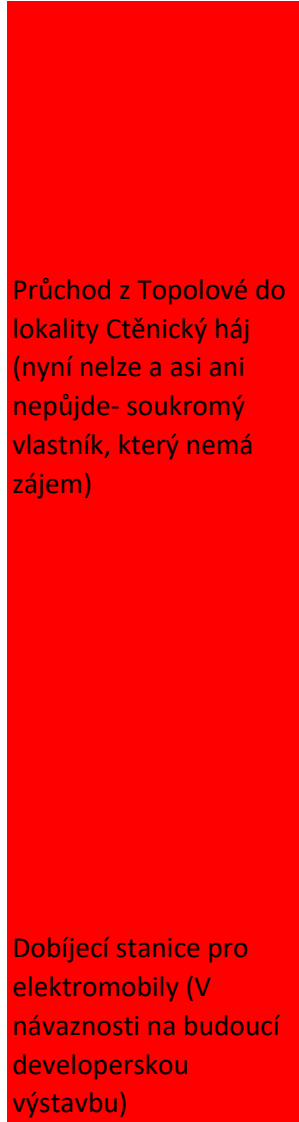 Průchod z Topolové do
lokality Ctěnický háj
(nyní nelze a asi ani
nepůjde- soukromý
vlastník, který nemá
zájem)
Dobíjecí stanice pro
elektromobily (V
návaznosti na budoucí
developerskou
výstavbu)